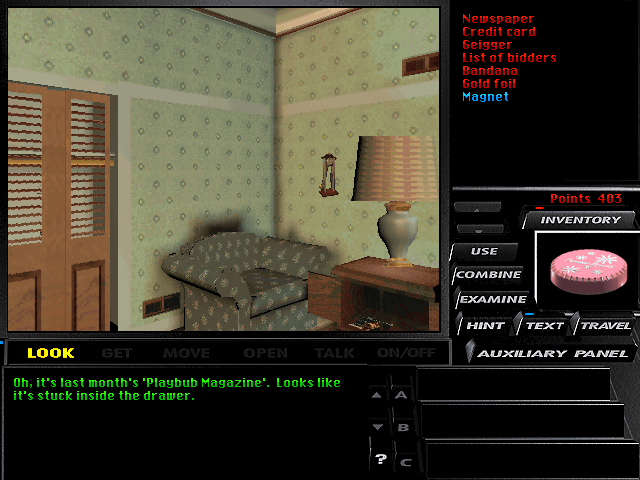 Newspaper
Credit card
Geigger
List of bidders
Bandana
Gold foil
Magnet
Points 403
INVENTORY
USE
COMBINE
EXAMINE
HINT TEXT TRAVEL
AUXILIARY PANEL
LOOK GET MOVE OPEN TALK ON/OFF
Oh, it's last month's 'Playbub Magazine'. Looks like
it's stuck inside the drawer.
A
B
? C